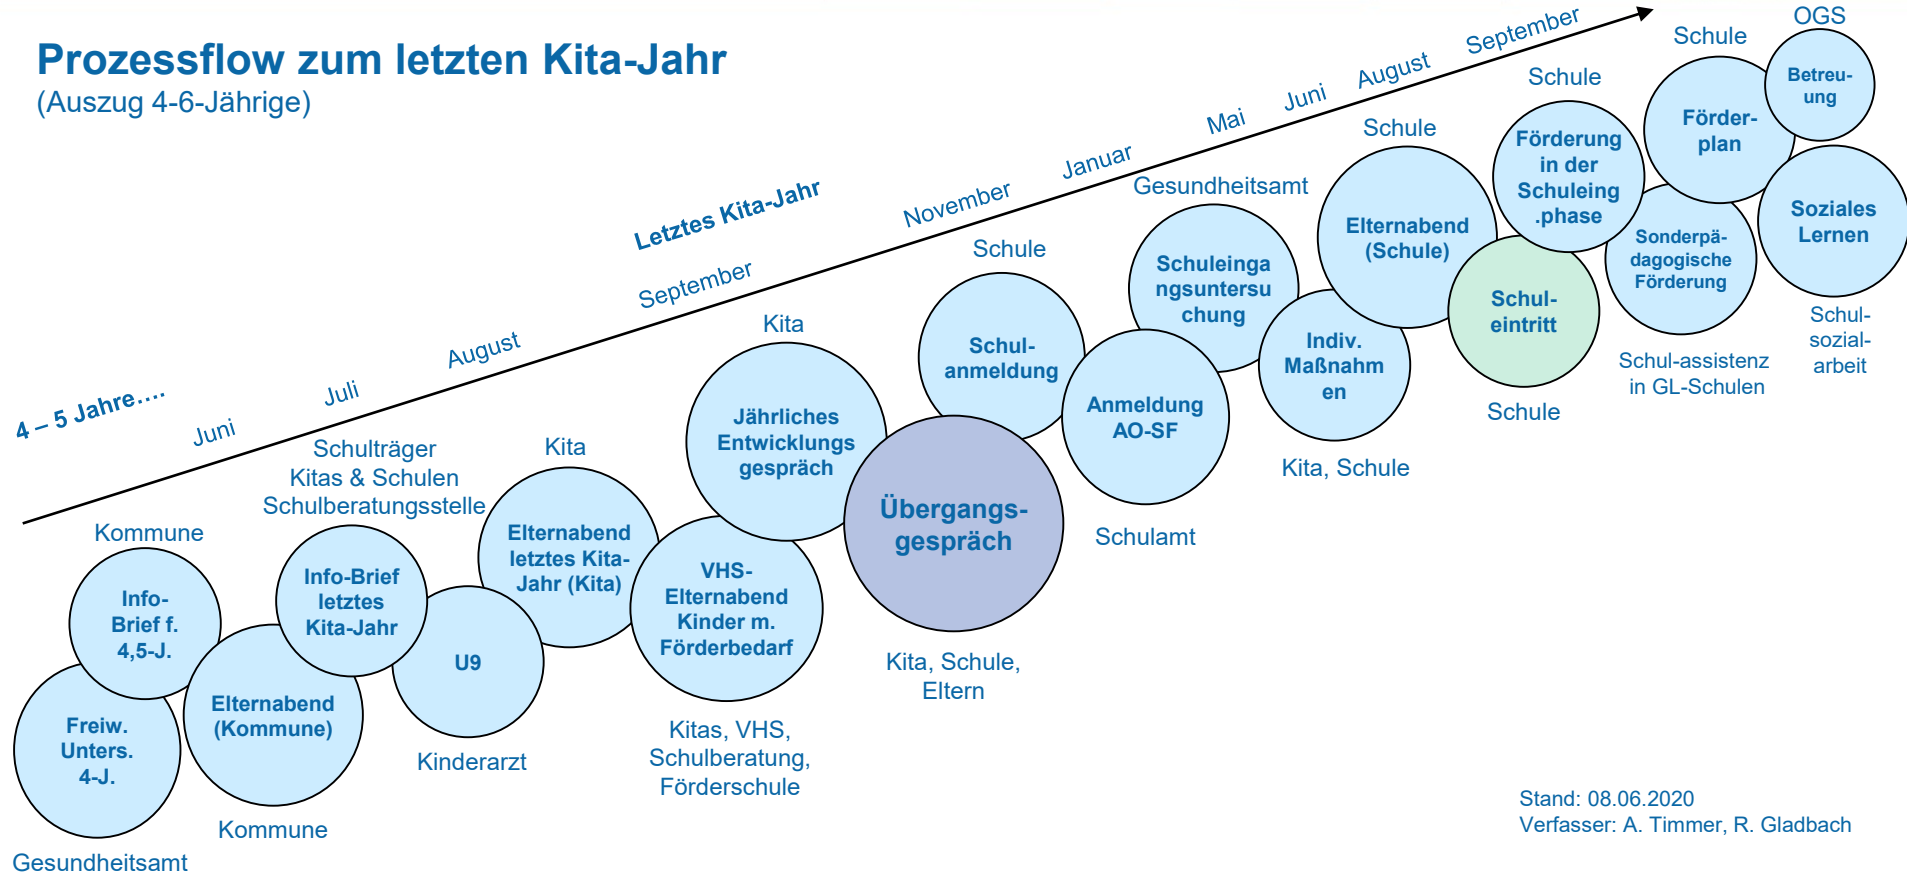 Prozessflow zum letzten Kita-Jahr
(Auszug 4-6-Jährige)
4 – 5 Jahre….
Juni
Juli
August
Letztes Kita-Jahr
September
November
Januar
Mai
Juni
August
September
Freiw.
Unters.
4-J.
Gesundheitsamt
Kommune
Info-
Brief f.
4,5-J.
Elternabend
(Kommune)
Kommune
Schulträger
Kitas & Schulen
Schulberatungsstelle
Info-Brief
letztes
Kita-Jahr
U9
Kinderarzt
Kita
Elternabend
letztes Kita-
Jahr (Kita)
VHS-
Elternabend
Kinder m.
Förderbedarf
Kitas, VHS,
Schulberatung,
Förderschule
Kita
Jährliches
Entwicklungs
gespräch
Übergangs-
gespräch
Kita, Schule,
Eltern
Schule
Schul-
anmeldung
Anmeldung
AO-SF
Schulamt
Gesundheitsamt
Schuleinga
ngsuntersu
chung
Indiv.
Maßnahm
en
Kita, Schule
Schule
Elternabend
(Schule)
Schul-
eintritt
Schule
Schule
Förderung
in der
Schuleing
.phase
Sonderpä-
dagogische
Förderung
Schul-assistenz
in GL-Schulen
Schule
Förder-
plan
OGS
Betreu-
ung
Soziales
Lernen
Schul-
sozial-
arbeit
Stand: 08.06.2020
Verfasser: A. Timmer, R. Gladbach